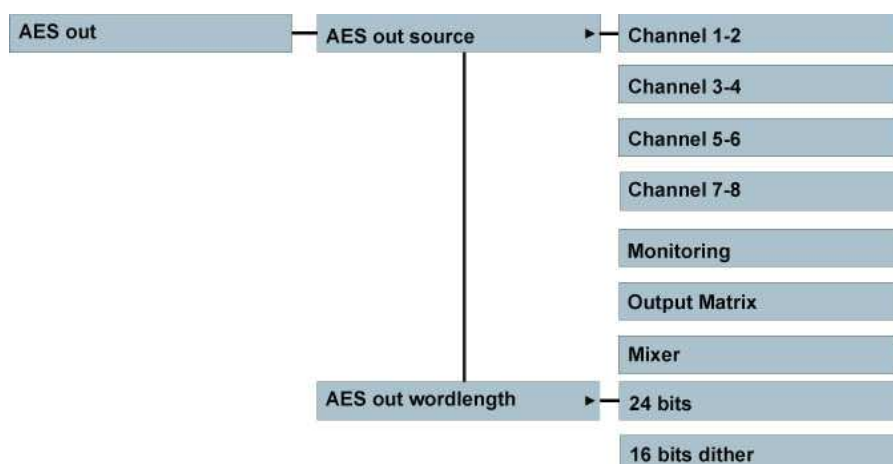 AES out
AES out source
Channel 1-2
Channel 3-4
Channel 5-6
Channel 7-8
Monitoring
Output Matrix
Mixer
AES out wordlength
24 bits
16 bits dither